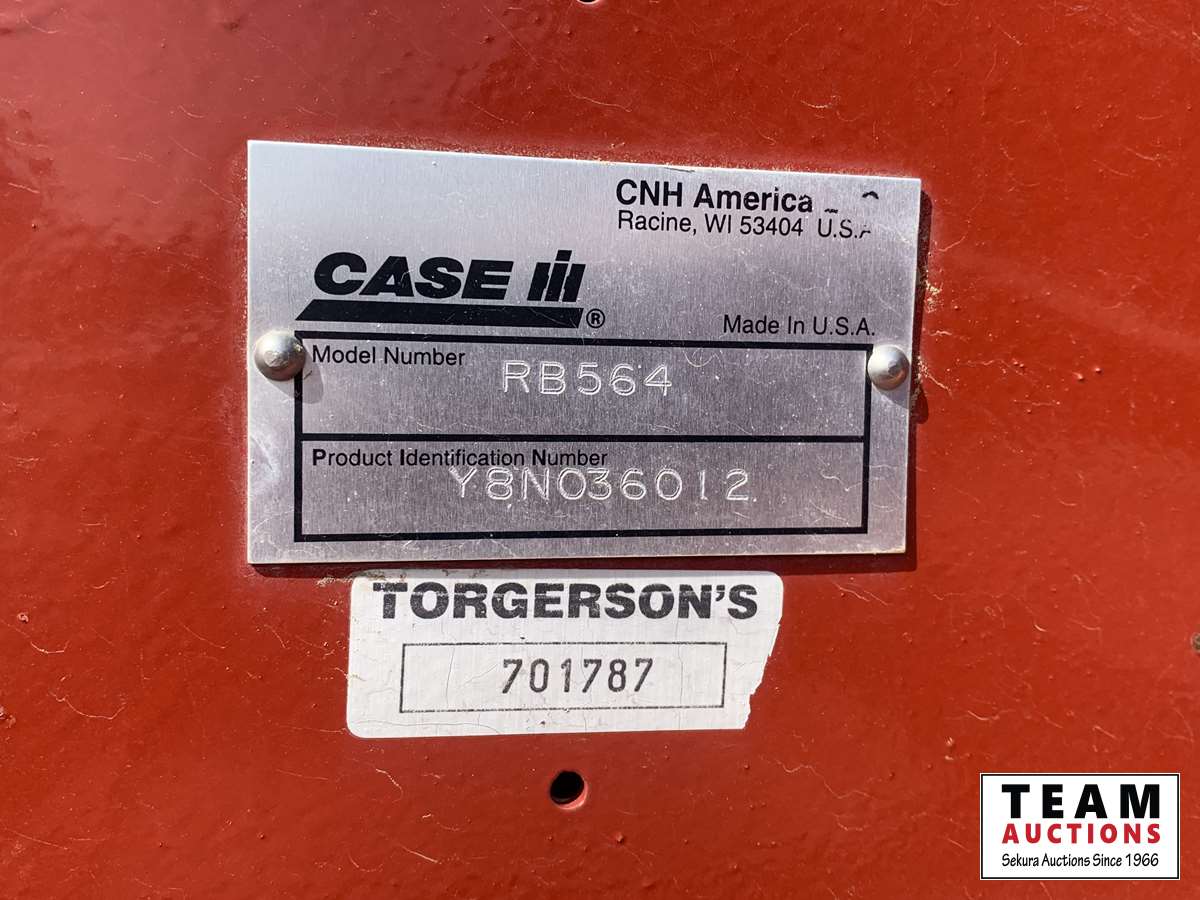 CNH America
Racine, WI 53404 U.S.A
CASE IH ®
Made In U.S.A.
Model Number RB564
Product Identification Number
Y8N036012
TORGERSON'S
701787
TEAM
AUCTIONS
Sekura Auctions Since 1966